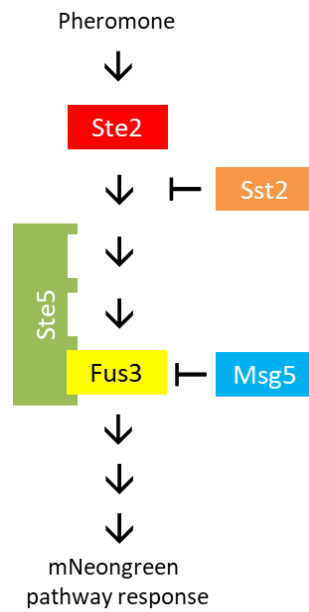 Pheromone
Ste2
Sst2
Ste5
Fus3
Msg5
mNeongreen
pathway response